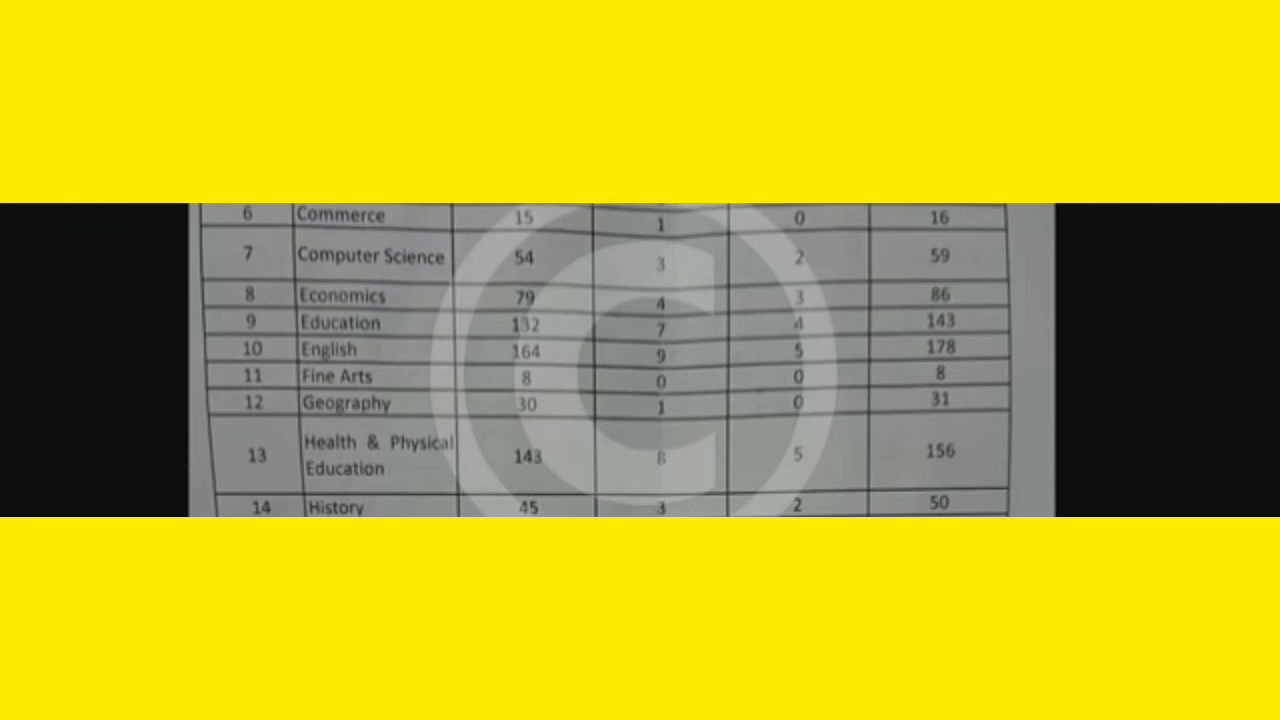 6 Commerce 15 1 0 16
7 Computer Science 54 3 2 59
8 Economics 79 4 3 86
9 Education 132 7 4 143
10 English 164 9 5 178
11 Fine Arts 8 0 0 8
12 Geography 30 1 0 31
13 Health & Physical Education 143 8 5 156
14 History 45 3 2 50